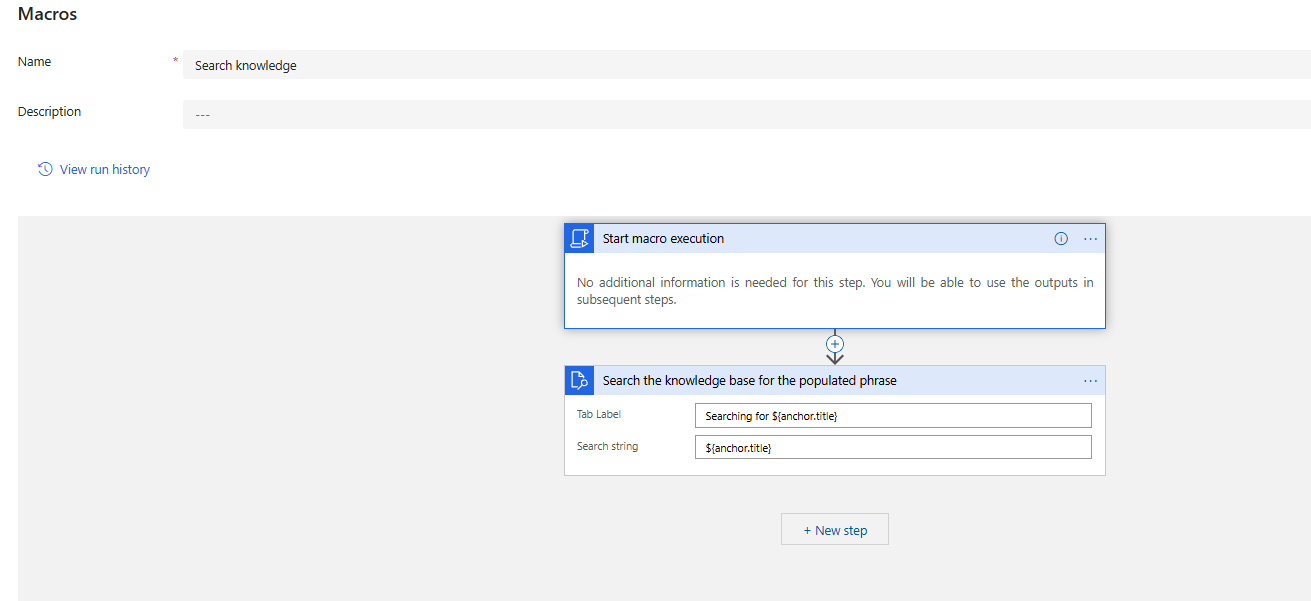 Macros
Name * Search knowledge
Description ---
View run history
Start macro execution
No additional information is needed for this step. You will be able to use the outputs in
subsequent steps.
Search the knowledge base for the populated phrase
Tab Label Searching for ${anchor.title}
Search string ${anchor.title}
+ New step